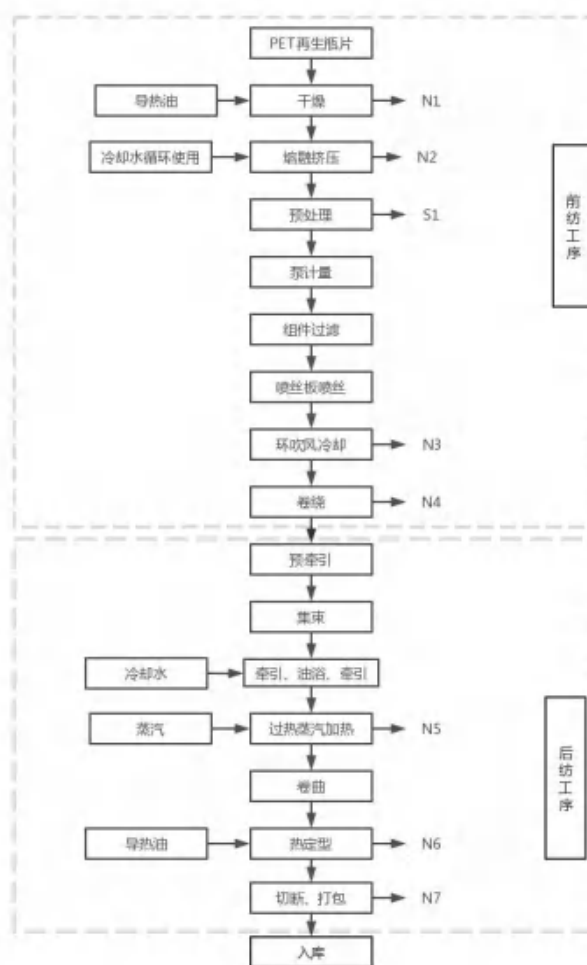 PET再生瓶片
导热油
干燥
N1
冷却水循环使用
熔融挤压
N2
预处理
S1
泵计量
组件过滤
喷丝板喷丝
环吹风冷却
N3
卷绕
N4
前纺工序
预牵引
集束
冷却水
牵引、油浴、牵引
蒸汽
过热蒸汽加热
N5
卷曲
导热油
热定型
N6
切断、打包
N7
后纺工序
入库